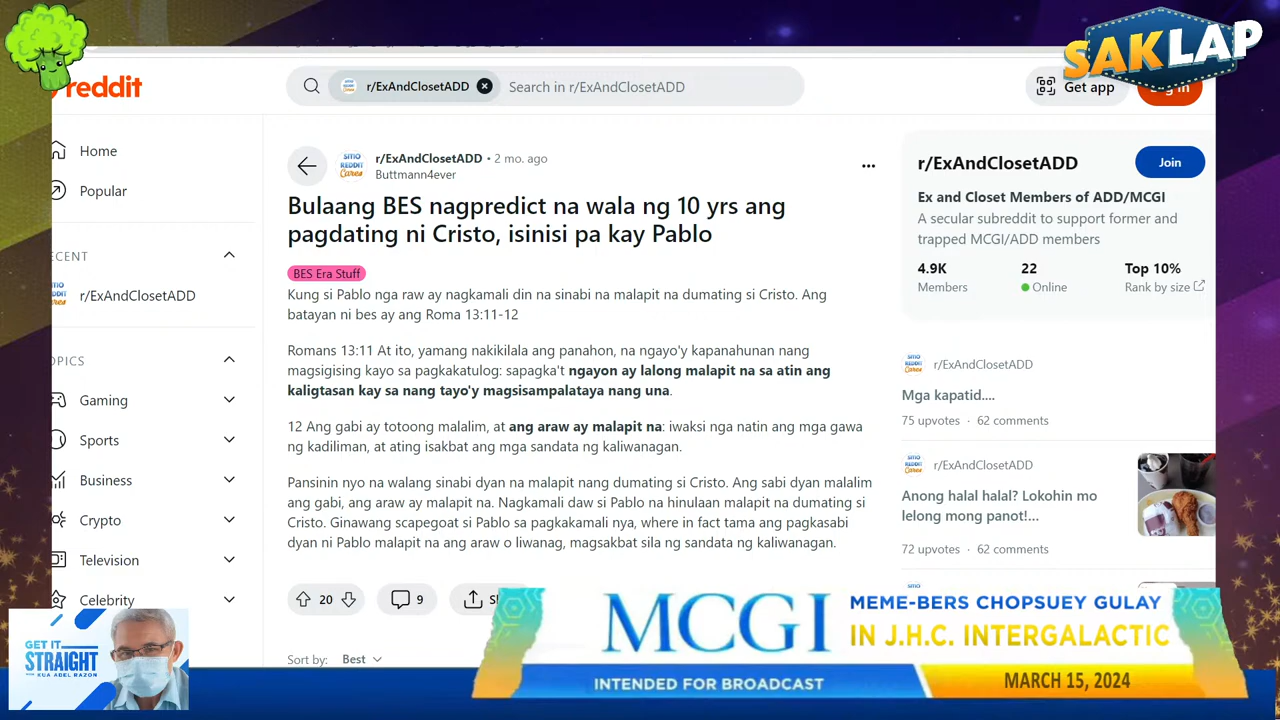 SAKLAP
reddit
r/ExAndClosetADD
Search in r/ExAndClosetADD
Get app
Home
Popular
r/ExAndClosetADD • 2 mo. ago
Buttmann4ever
Bulaang BES nagpredict na wala ng 10 yrs ang
pagdating ni Cristo, isinisi pa kay Pablo
BES Era Stuff
Kung si Pablo nga raw ay nagkamali din na sinabi na malapit na dumating si Cristo. Ang
batayan ni bes ay ang Roma 13:11-12
Romans 13:11 At ito, yamang nakikilala ang panahon, na ngayo'y kapanahunan nang
magsigising kayo sa pagkakatulog: sapagka't ngayon ay lalong malapit na sa atin ang
kaligtasan kay sa nang tayo'y magsisampalataya nang una.
12 Ang gabi ay totoong malalim, at ang araw ay malapit na: iwaksi nga natin ang mga gawa
ng kadiliman, at ating isakbat ang mga sandata ng kaliwanagan.
Pansinin nyo na walang sinabi dyan na malapit nang dumating si Cristo. Ang sabi dyan malalim
ang gabi, ang araw ay malapit na. Nagkamali daw si Pablo na hinulaan malapit na dumating si
Cristo. Ginawang scapegoat si Pablo sa pagkakamali nya, where in fact tama ang pagkasabi
dyan ni Pablo malapit na ang araw o liwanag, magsakbat sila ng sandata ng kaliwanagan.
20
9
Sort by: Best
ECENT
r/ExAndClosetADD
OPICS
Gaming
Sports
Business
Crypto
Television
Celebrity
r/ExAndClosetADD
Join
Ex and Closet Members of ADD/MCGI
A secular subreddit to support former and
trapped MCGI/ADD members
4.9K 22 Top 10%
Members Online Rank by size
r/ExAndClosetADD
Mga kapatid....
75 upvotes · 62 comments
r/ExAndClosetADD
Anong halal halal? Lokohin mo
lelong mong panot!...
72 upvotes · 62 comments
GET IT
STRAIGHT
KUA ADEL RAZON
MCGI
INTENDED FOR BROADCAST
MEME-BERS CHOPSUEY GULAY
IN J.H.C. INTERGALACTIC
MARCH 15, 2024